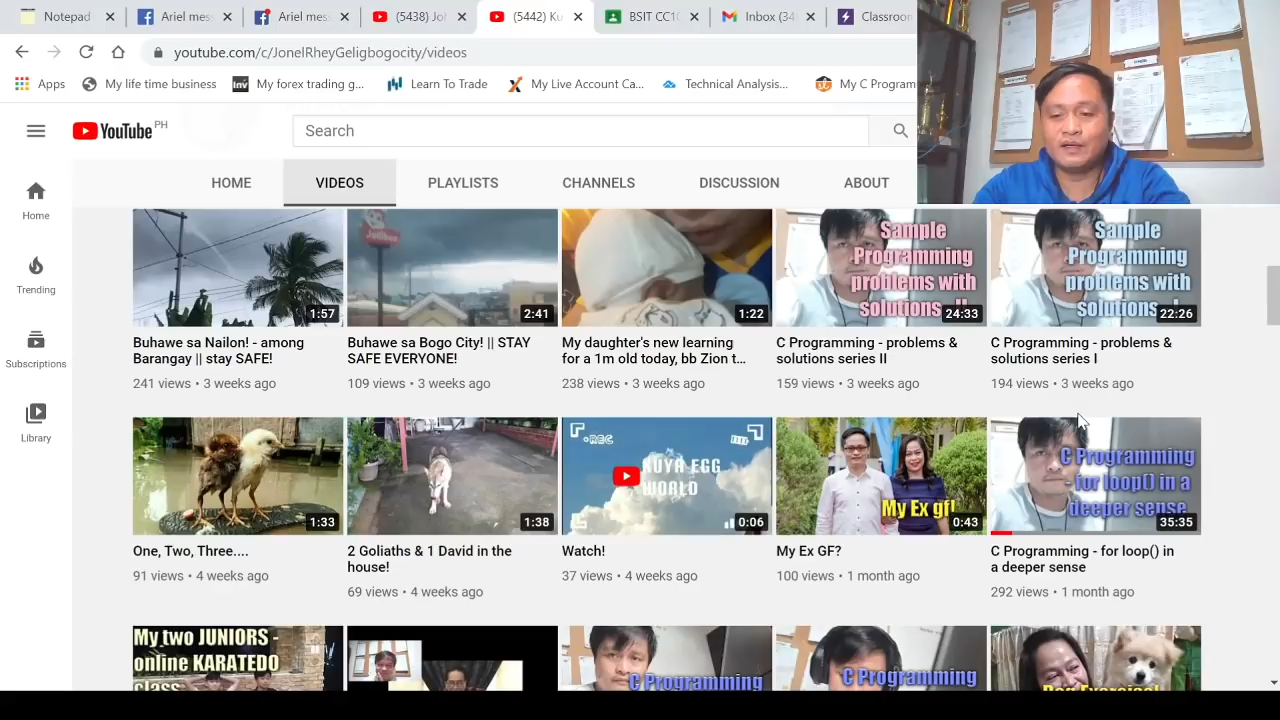 Notepad
Ariel mes
Ariel mes
(5438) Jo
(5442) Ku
BSIT CC1
Inbox (34
Classroon
youtube.com/c/JonelRheyGeligbogocity/videos
Apps
My life time business
My forecasting g...
Learn To Trade
My Live Account Ca...
Technical Analysis...
My C Program
YouTube PH
Search
HOME
VIDEOS
PLAYLISTS
CHANNELS
DISCUSSION
ABOUT
Home
Trending
Subscriptions
Library
Jollibee
Sample
Programming
problems with
solutions
Sample
Programming
problems with
solutions
1:57
2:41
1:22
24:33
22:26
Buhawe sa Nailon! - among
Barangay || stay SAFE!
241 views • 3 weeks ago
Buhawe sa Bogo City! || STAY
SAFE EVERYONE!
109 views • 3 weeks ago
My daughter's new learning
for a 1m old today, bb Zion t...
238 views • 3 weeks ago
C Programming - problems &
solutions series II
159 views • 3 weeks ago
C Programming - problems &
solutions series I
194 views • 3 weeks ago
REC
KUYA EGG
WORLD
My Ex gf!
C Programming
- for loop() in a
deeper sense
1:33
1:38
0:06
0:43
35:35
One, Two, Three....
91 views • 4 weeks ago
2 Goliaths & 1 David in the
house!
69 views • 4 weeks ago
Watch!
37 views • 4 weeks ago
My Ex GF?
100 views • 1 month ago
C Programming - for loop() in
a deeper sense
292 views • 1 month ago
My two JUNIORS -
online KARATEDO
class
C Programming
C Programming
Dog Exercise!